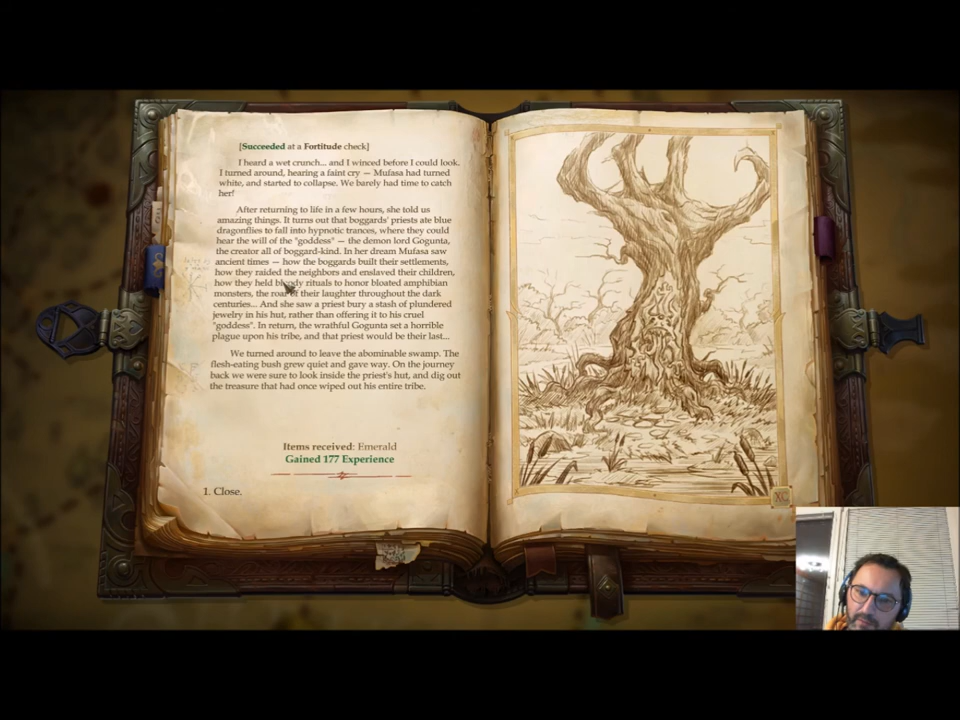 [Succeeded at a Fortitude check]
I heard a wet crunch... and I winced before I could look.
I turned around, hearing a faint cry — Mufasa had turned
white, and started to collapse. We barely had time to catch
her!
After returning to life in a few hours, she told us
amazing things. It turns out that boggards' priests ate blue
dragonflies to fall into hypnotic trances, where they could
hear the will of the "goddess" — the demon lord Gogunta,
the creator all of boggard-kind. In her dream Mufasa saw
ancient times — how the boggards built their settlements,
how they raided the neighbors and enslaved their children,
how they held bloody rituals to honor bloated amphibian
monsters, the roar of their laughter throughout the dark
centuries... And she saw a priest bury a stash of plundered
jewelry in his hut, rather than offering it to his cruel
"goddess". In return, the wrathful Gogunta set a horrible
plague upon his tribe, and that priest would be their last...
We turned around to leave the abominable swamp. The
flesh-eating bush grew quiet and gave way. On the journey
back we were sure to look inside the priest's hut, and dig out
the treasure that had once wiped out his entire tribe.
Items received: Emerald
Gained 177 Experience
1. Close.
XC